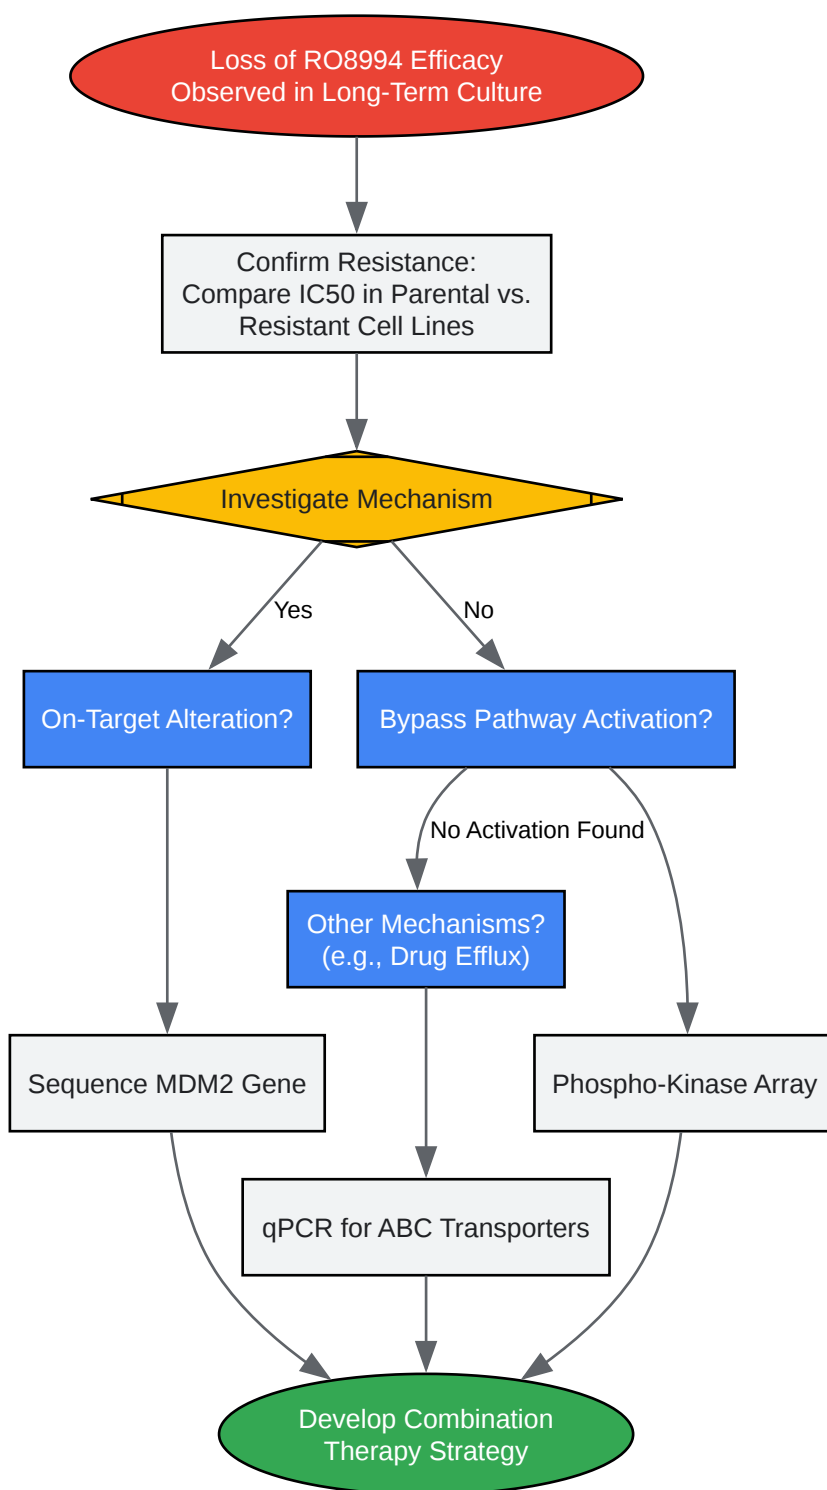 Loss of RO8994 Efficacy
Observed in Long-Term Culture
Confirm Resistance:
Compare IC50 in Parental vs.
Resistant Cell Lines
Investigate Mechanism
Yes
No
On-Target Alteration?
Bypass Pathway Activation?
No Activation Found
Other Mechanisms?
(e.g., Drug Efflux)
Sequence MDM2 Gene
Phospho-Kinase Array
qPCR for ABC Transporters
Develop Combination
Therapy Strategy